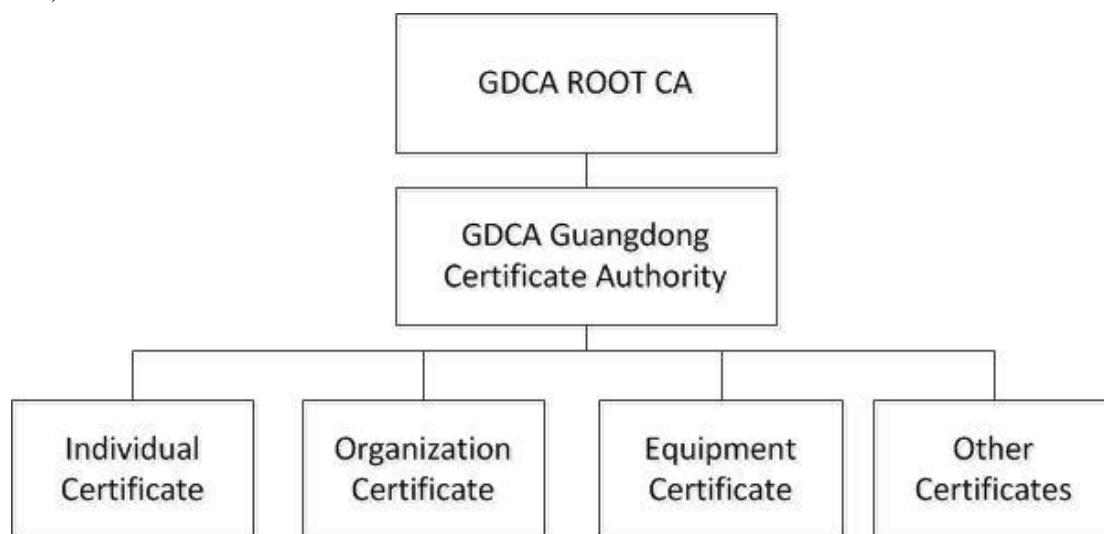 GDCA ROOT CA
GDCA Guangdong
Certificate Authority
Individual
Certificate
Organization
Certificate
Equipment
Certificate
Other
Certificates